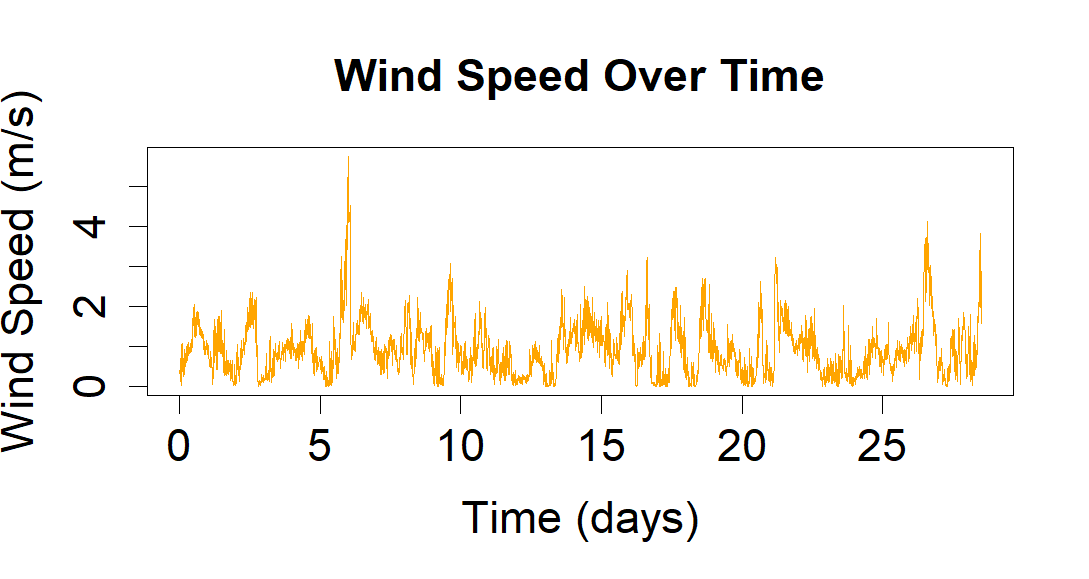 Wind Speed Over Time
Wind Speed (m/s)
4
2
0
0 5 10 15 20 25
Time (days)